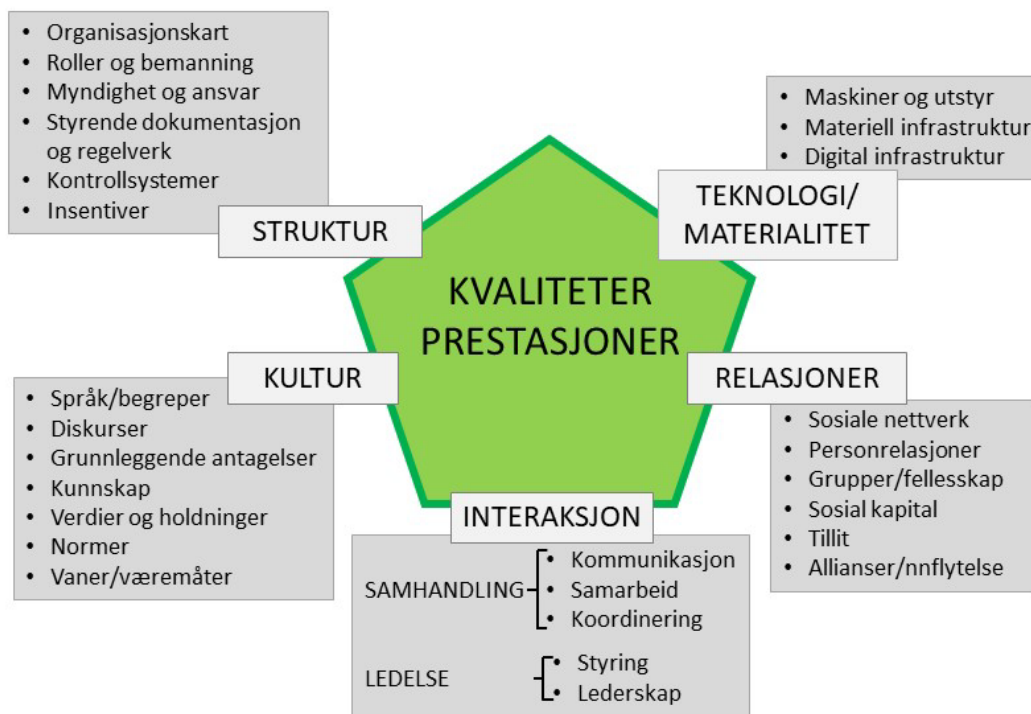 • Organisasjonskart
• Roller og bemanning
• Myndighet og ansvar
• Styrende dokumentasjon
og regelverk
• Kontrollsystemer
• Insentiver
STRUKTUR
• Maskiner og utstyr
• Materiell infrastruktur
• Digital infrastruktur
TEKNOLOGI/
MATERIALITET
KVALITETER
PRESTASJONER
KULTUR
• Språk/begreper
• Diskurser
• Grunnleggende antagelser
• Kunnskap
• Verdier og holdninger
• Normer
• Vaner/væremåter
RELASJONER
• Sosiale nettverk
• Personrelasjoner
• Grupper/fellesskap
• Sosial kapital
• Tillit
• Allianser/nnflytelse
INTERAKSJON
SAMHANDLING
• Kommunikasjon
• Samarbeid
• Koordinering
LEDELSE
• Styring
• Lederskap